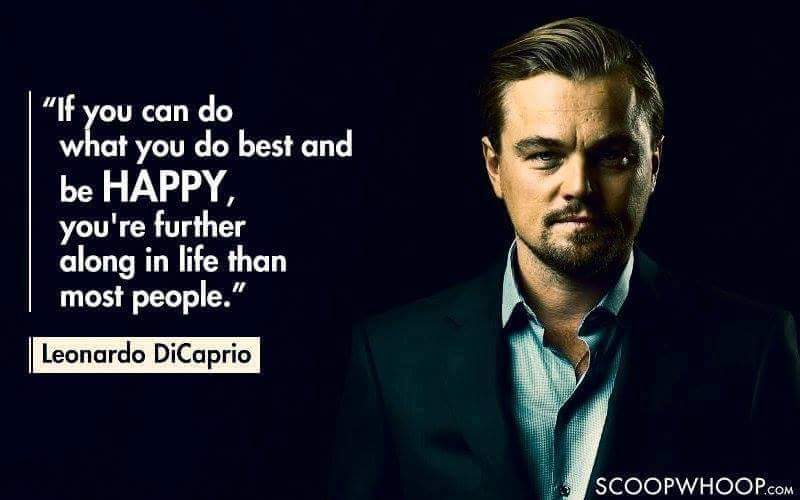 “If you can do
what you do best and
be HAPPY,
you're further
along in life than
most people.”
Leonardo DiCaprio
SCOOPWHOOP.COM